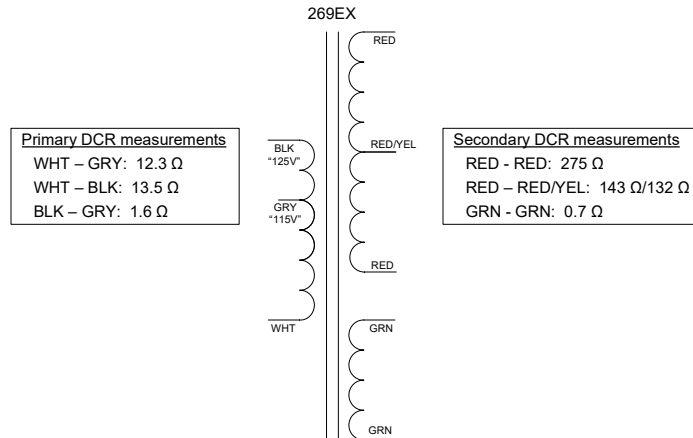 269EX
RED
Primary DCR measurements
WHT – GRY: 12.3 Ω
WHT – BLK: 13.5 Ω
BLK – GRY: 1.6 Ω
BLK
“125V”
GRY
“115V”
WHT
RED/YEL
RED
GRN
GRN
Secondary DCR measurements
RED - RED: 275 Ω
RED – RED/YEL: 143 Ω/132 Ω
GRN - GRN: 0.7 Ω